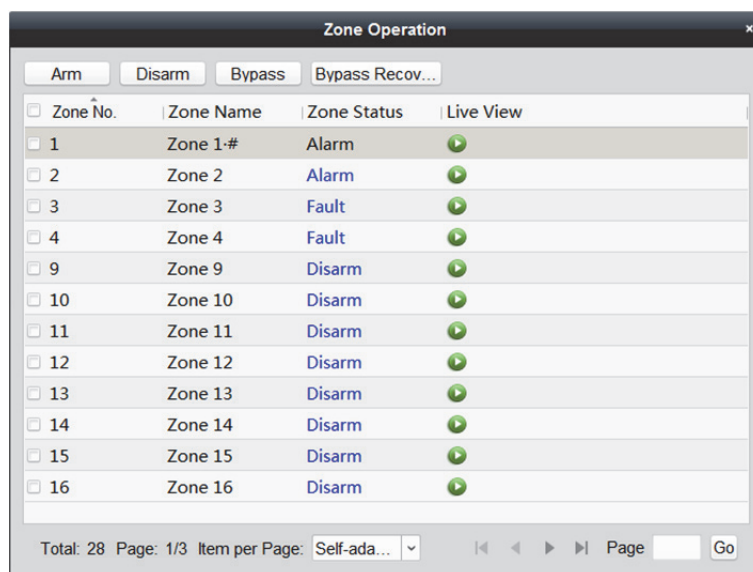 Zone Operation ×
Arm Disarm Bypass Bypass Recov...
Zone No. Zone Name Zone Status Live View
1 Zone 1·# Alarm
2 Zone 2 Alarm
3 Zone 3 Fault
4 Zone 4 Fault
9 Zone 9 Disarm
10 Zone 10 Disarm
11 Zone 11 Disarm
12 Zone 12 Disarm
13 Zone 13 Disarm
14 Zone 14 Disarm
15 Zone 15 Disarm
16 Zone 16 Disarm
Total: 28 Page: 1/3 Item per Page: Self-ada... Page Go